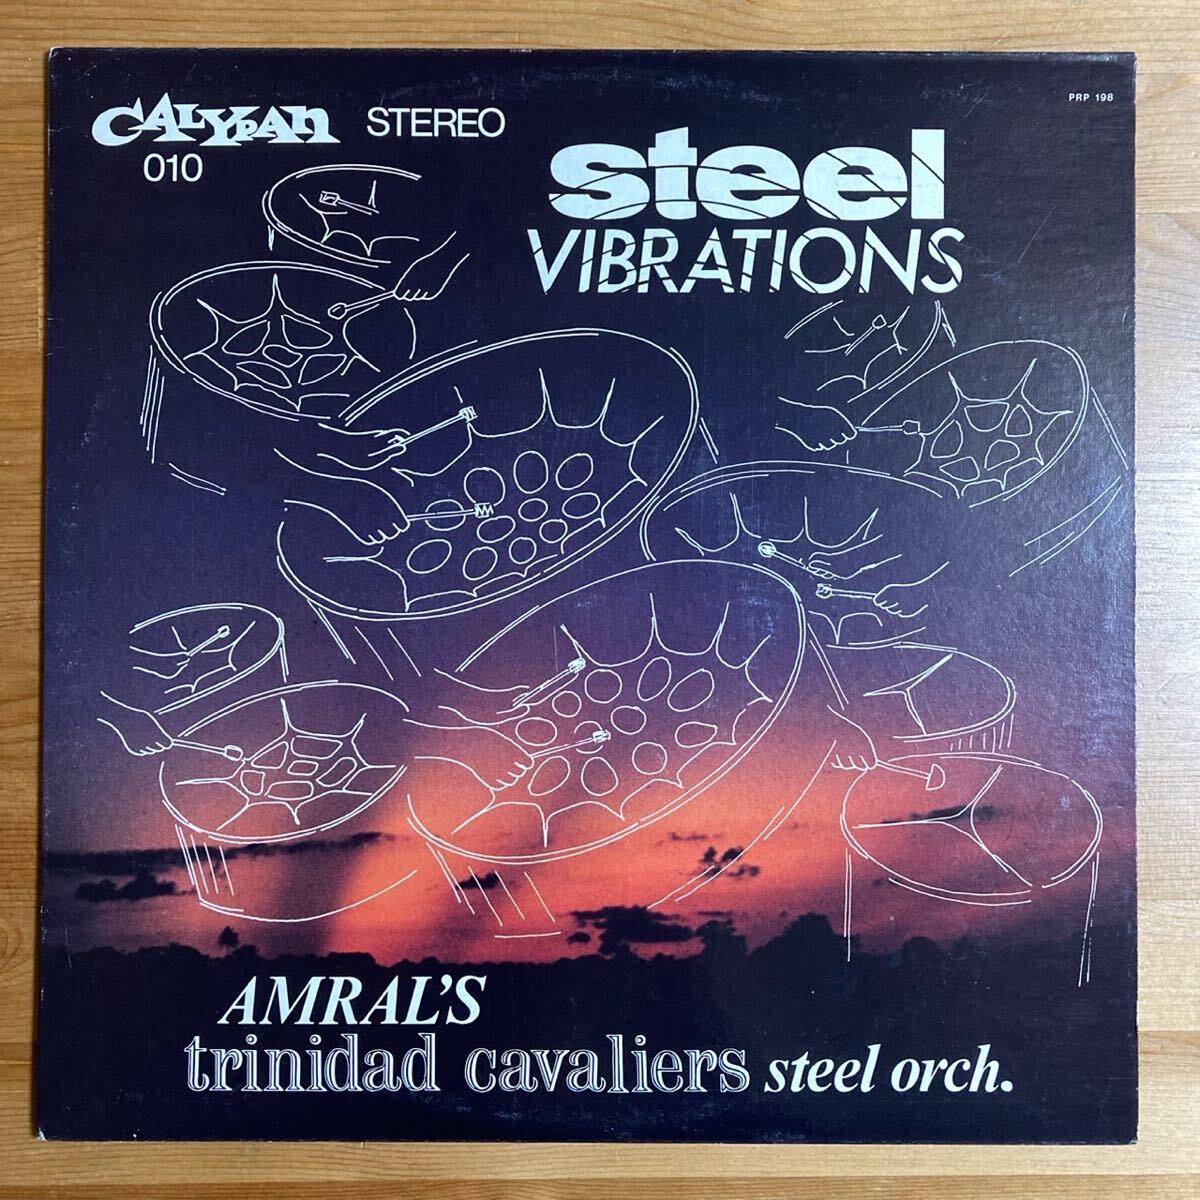 CALYPAN STEREO
010
PRP 198
steel
VIBRATIONS
AMRAL'S
trinidad cavaliers steel orch.